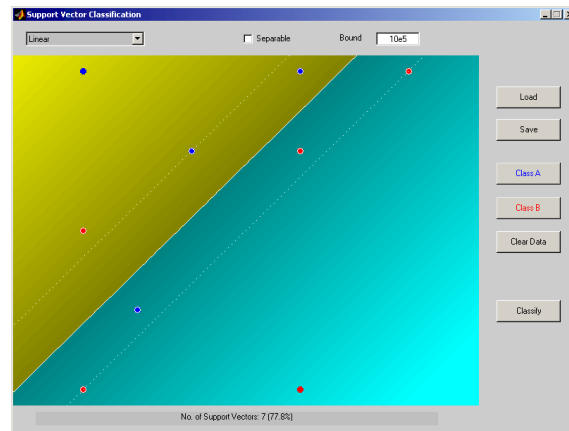 Support Vector Classification
Linear
Separable
Bound
10e5
Load
Save
Class A
Class B
Clear Data
Classify
No. of Support Vectors: 7 (77.8%)